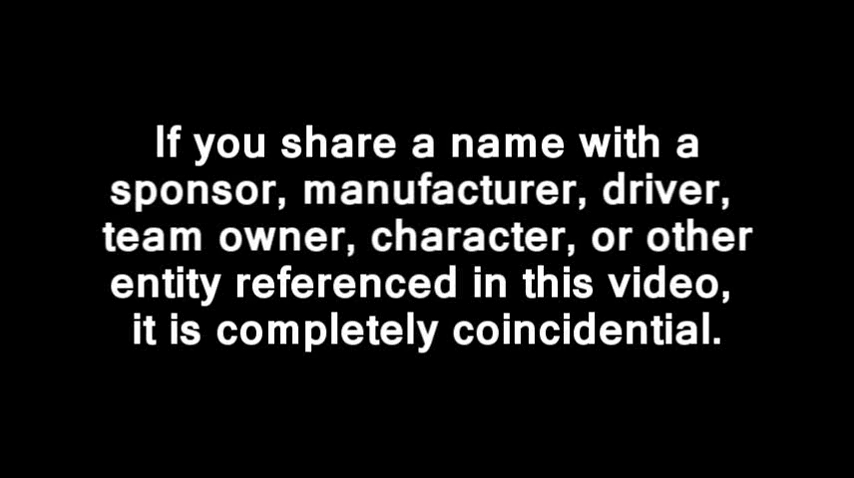 If you share a name with a
sponsor, manufacturer, driver,
team owner, character, or other
entity referenced in this video,
it is completely coincidential.